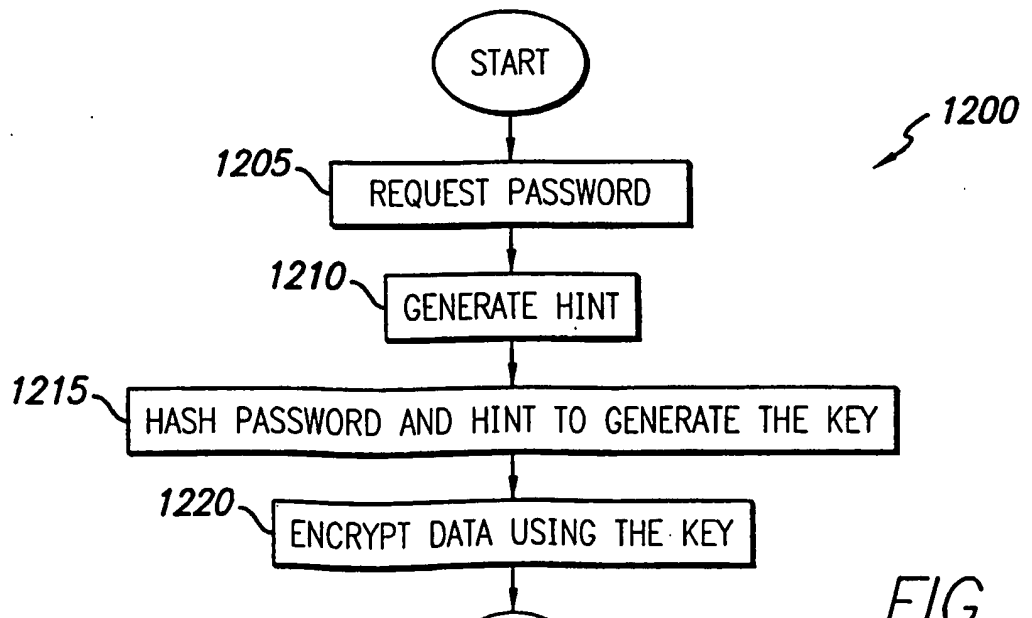 START
1200
1205
REQUEST PASSWORD
1210
GENERATE HINT
1215
HASH PASSWORD AND HINT TO GENERATE THE KEY
1220
ENCRYPT DATA USING THE KEY
FIG